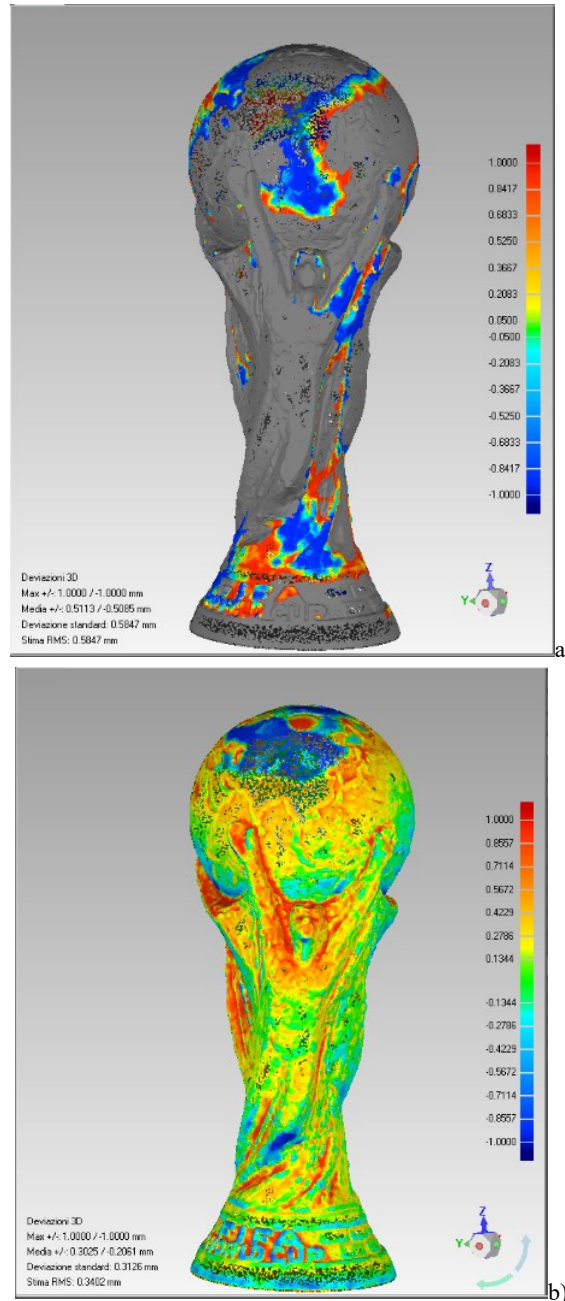 1.0000
0.8417
0.6833
0.5250
0.3667
0.2083
0.0500
-0.0500
-0.2083
-0.3667
-0.5250
-0.6833
-0.8417
-1.0000
CUP
Deviazioni 3D
Max +/-: 1.0000 / -1.0000 mm
Media +/-: 0.5113 / -0.5085 mm
Deviazione standard: 0.5847 mm
Stima RMS: 0.5847 mm
Z
Y
a
1.0000
0.8557
0.7114
0.5672
0.4229
0.2786
0.1344
-0.1344
-0.2786
-0.4229
-0.5672
-0.7114
-0.8557
-1.0000
Deviazioni 3D
Max +/-: 1.0000 / -1.0000 mm
Media +/-: 0.3025 / -0.2061 mm
Deviazione standard: 0.3126 mm
Stima RMS: 0.3402 mm
Z
Y
b)